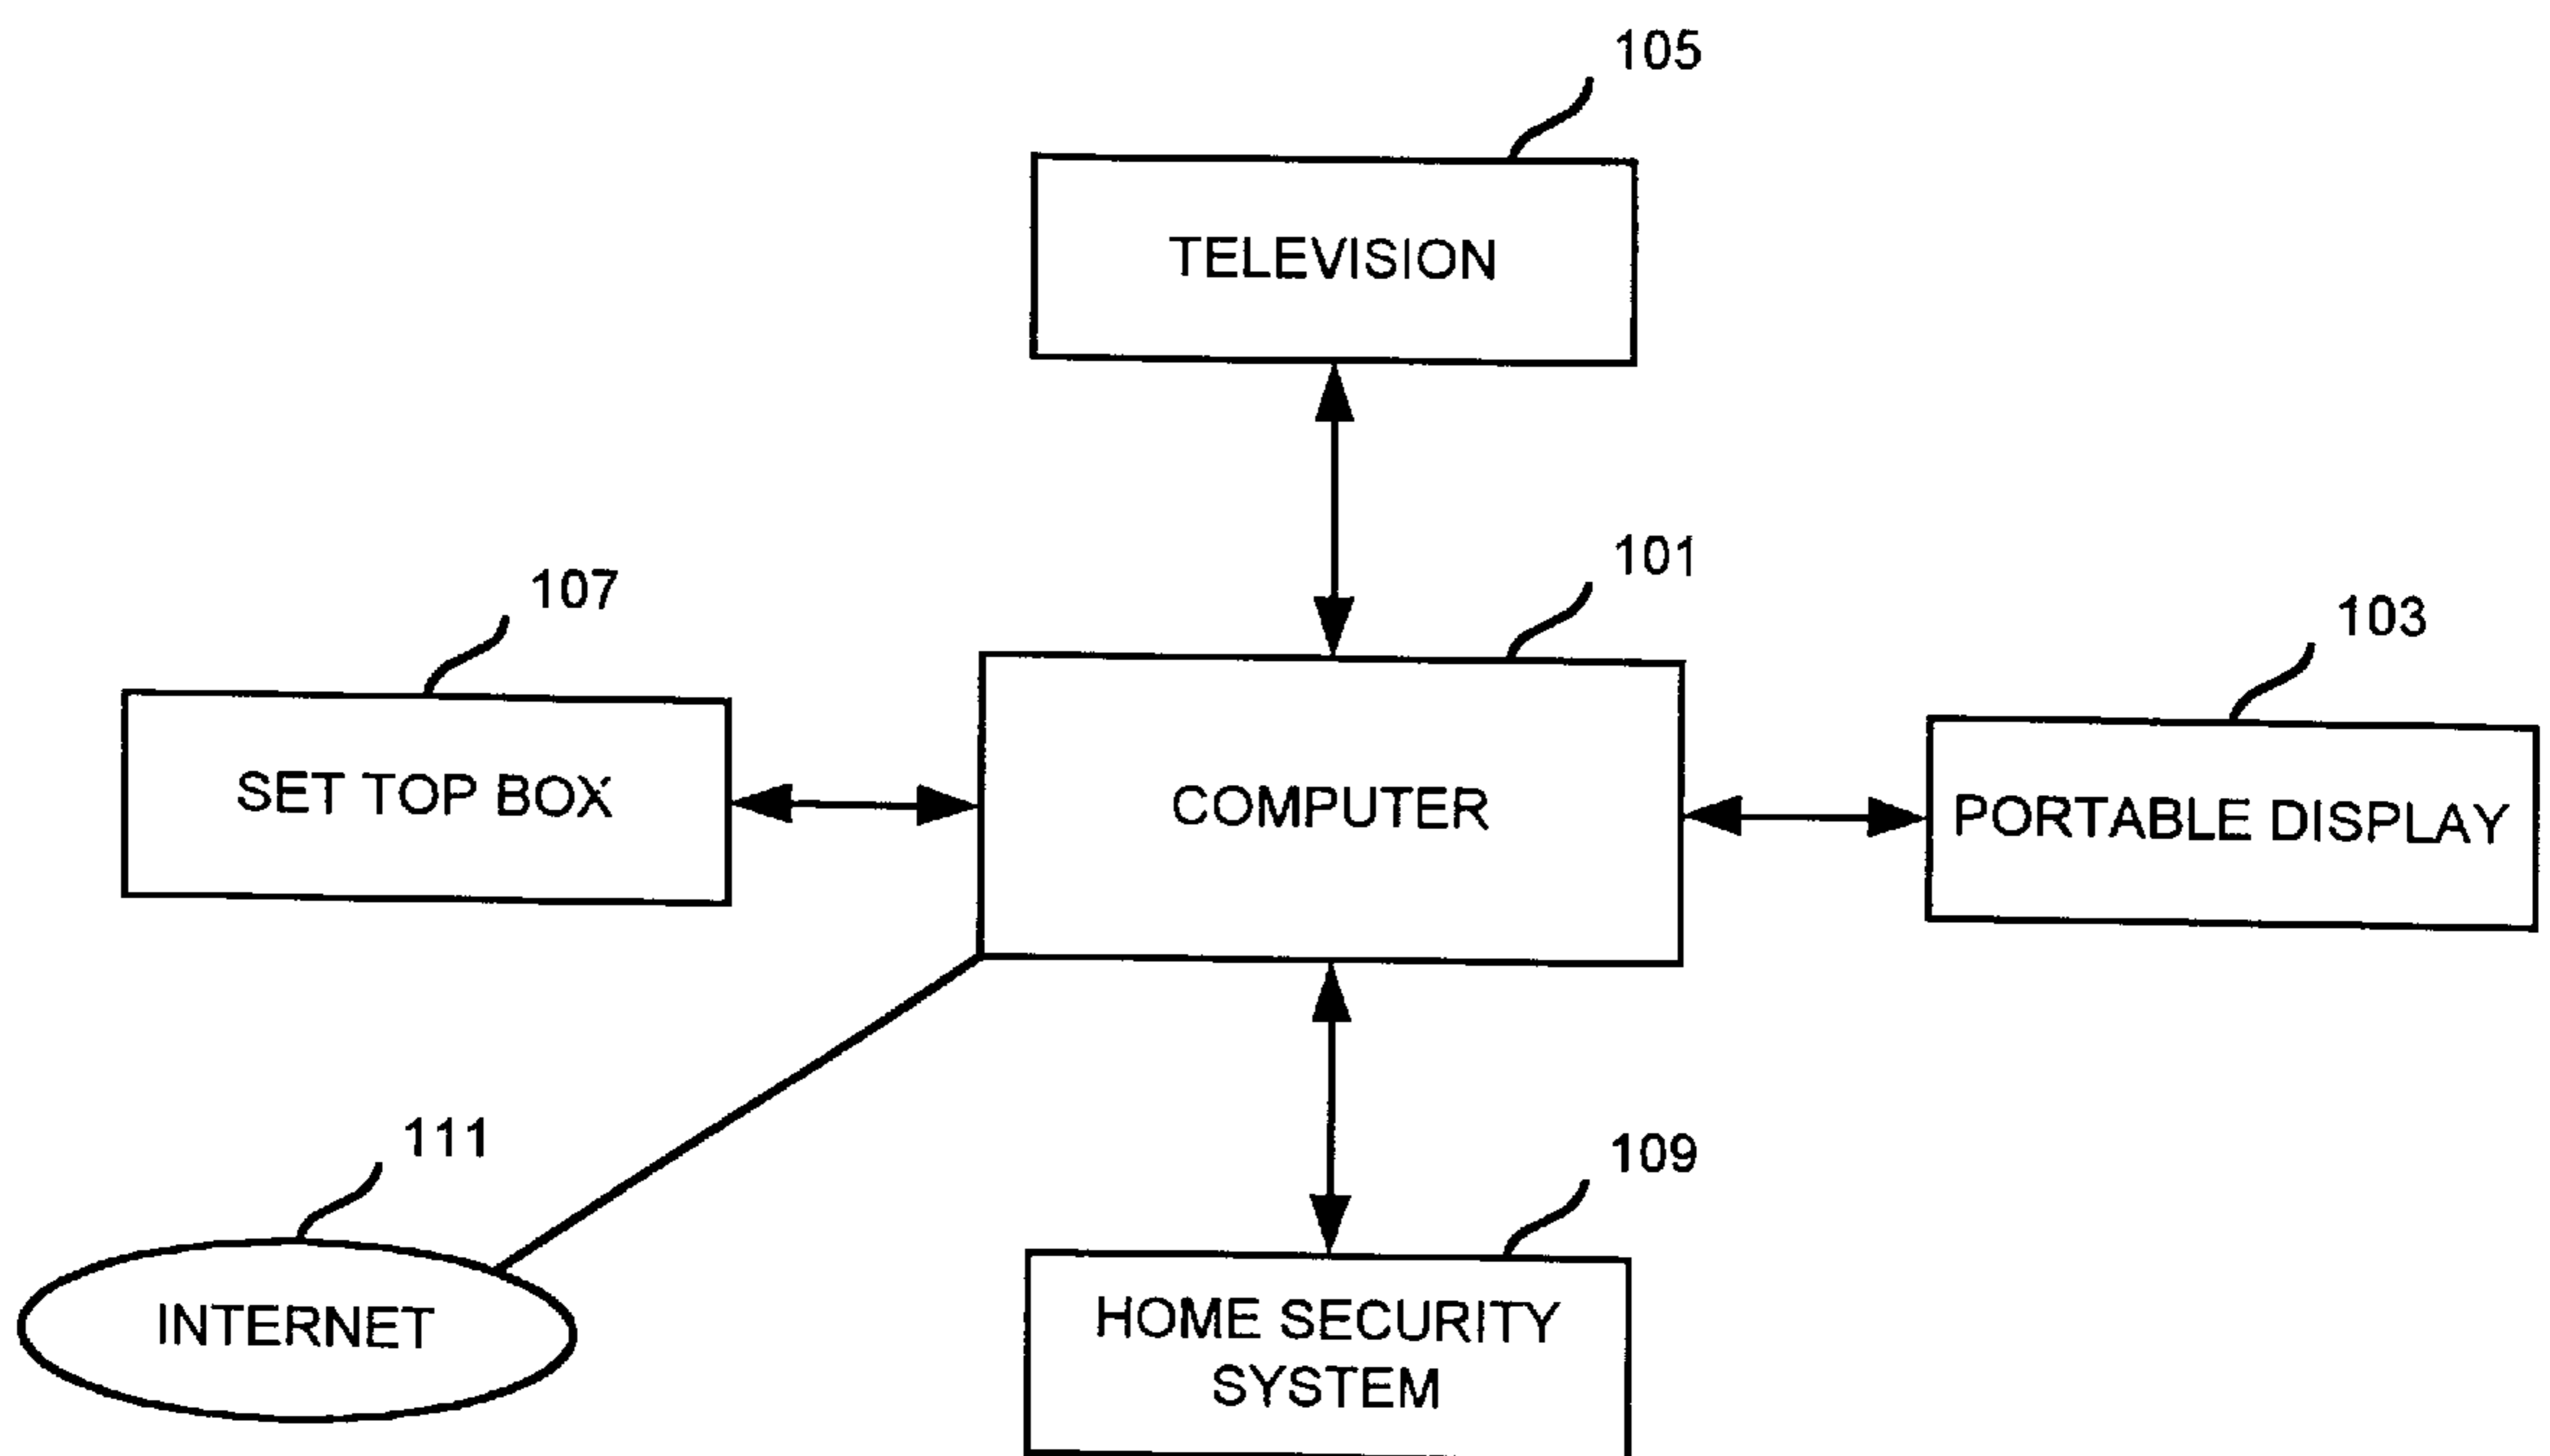 105
TELEVISION
101
107
103
SET TOP BOX
COMPUTER
PORTABLE DISPLAY
111
109
INTERNET
HOME SECURITY
SYSTEM